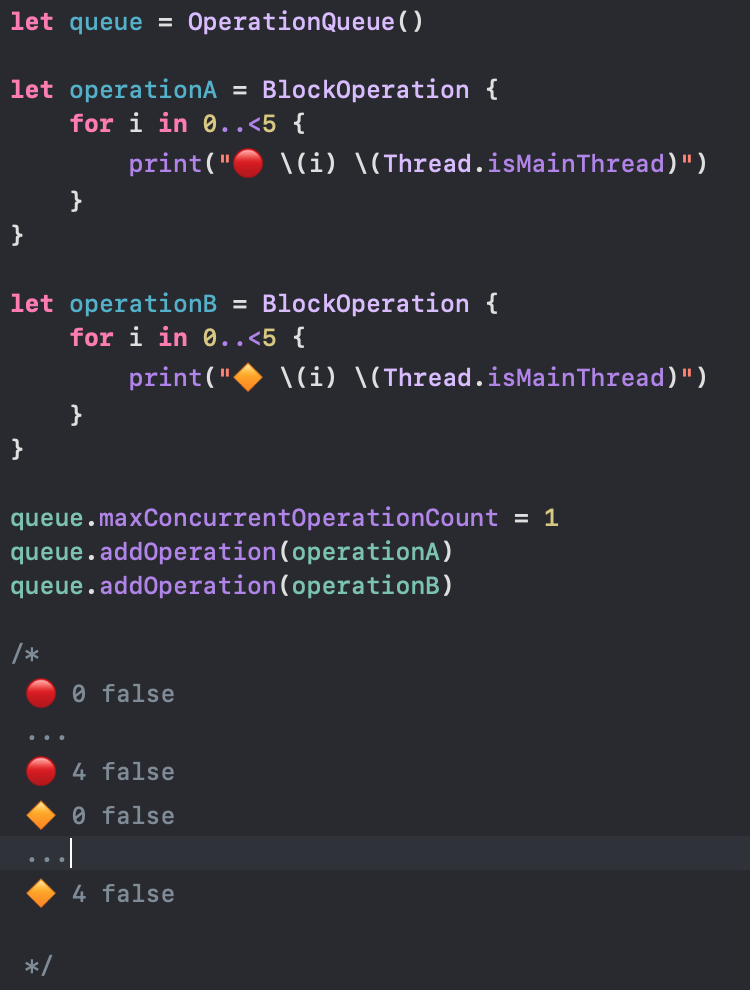 let queue = OperationQueue()
let operationA = BlockOperation {
for i in 0..<5 {
print("🔴 \(i) \(Thread.isMainThread)")
}
}
let operationB = BlockOperation {
for i in 0..<5 {
print("🔶 \(i) \(Thread.isMainThread)")
}
}
queue.maxConcurrentOperationCount = 1
queue.addOperation(operationA)
queue.addOperation(operationB)
/*
🔴 0 false
...
🔴 4 false
🔶 0 false
...
🔶 4 false
*/